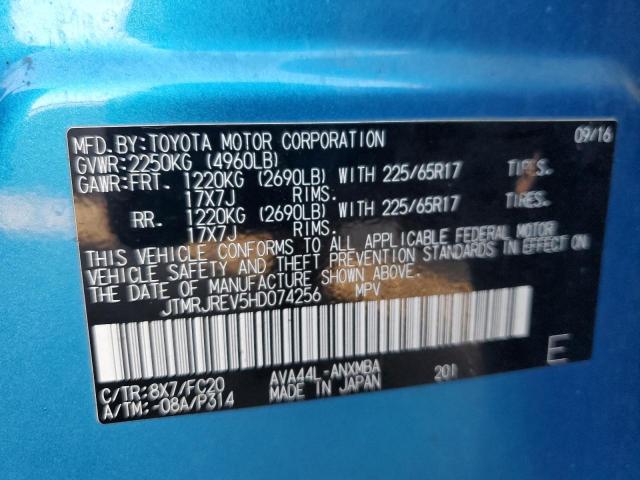 MFD. BY: TOYOTA MOTOR CORPORATION 09/16
GVWR: 2250KG (4960LB)
GAWR: FRT. 1220KG (2690LB) WITH 225/65R17 TIRES.
17X7J RIMS.
RR. 1220KG (2690LB) WITH 225/65R17 TIRES.
17X7J RIMS.
THIS VEHICLE CONFORMS TO ALL APPLICABLE FEDERAL MOTOR
VEHICLE SAFETY AND THEFT PREVENTION STANDARDS IN EFFECT ON
THE DATE OF MANUFACTURE SHOWN ABOVE.
JTMRJREV5HD074256 MPV
C/TR: 8X7/FC20 AVA44L-ANXMBA 201 E
A/TM: -08A/P314 MADE IN JAPAN